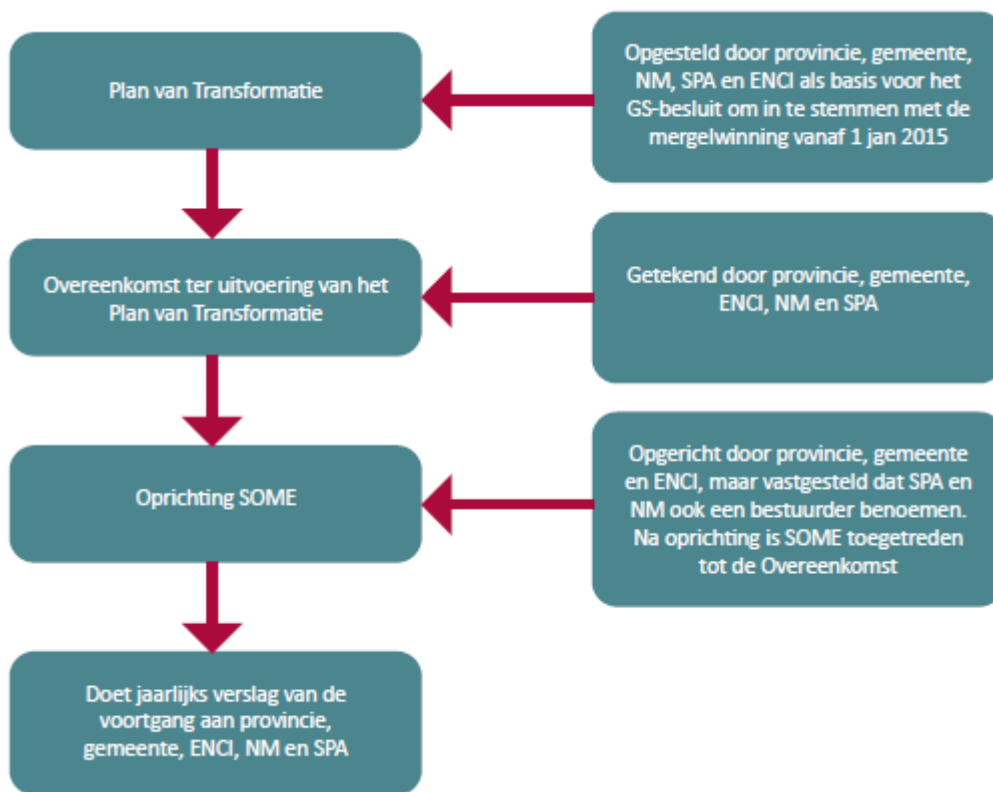 Plan van Transformatie
Opgesteld door provincie, gemeente,
NM, SPA en ENCI als basis voor het
GS-besluit om in te stemmen met de
mergelwinning vanaf 1 jan 2015
Overeenkomst ter uitvoering van het
Plan van Transformatie
Getekend door provincie, gemeente,
ENCI, NM en SPA
Oprichting SOME
Opgericht door provincie, gemeente
en ENCI, maar vastgesteld dat SPA en
NM ook een bestuurder benoemen.
Na oprichting is SOME toegetreden
tot de Overeenkomst
Doet jaarlijks verslag van de
voortgang aan provincie,
gemeente, ENCI, NM en SPA